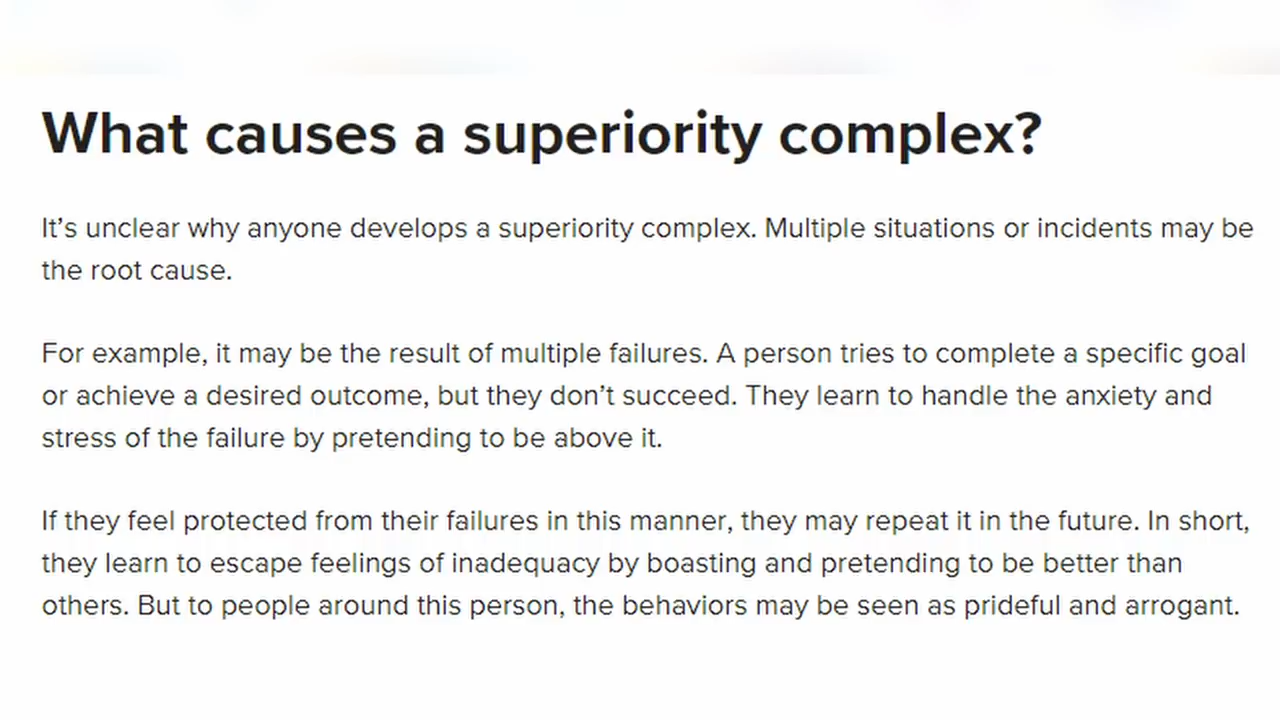 What causes a superiority complex?
It’s unclear why anyone develops a superiority complex. Multiple situations or incidents may be
the root cause.
For example, it may be the result of multiple failures. A person tries to complete a specific goal
or achieve a desired outcome, but they don’t succeed. They learn to handle the anxiety and
stress of the failure by pretending to be above it.
If they feel protected from their failures in this manner, they may repeat it in the future. In short,
they learn to escape feelings of inadequacy by boasting and pretending to be better than
others. But to people around this person, the behaviors may be seen as prideful and arrogant.